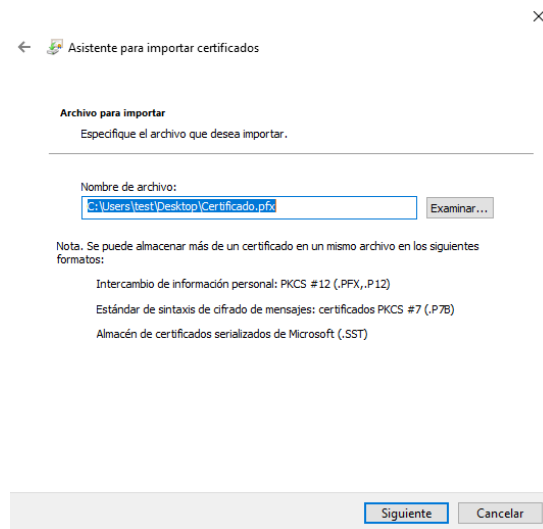 Asistente para importar certificados
Archivo para importar
Especifique el archivo que desea importar.
Nombre de archivo:
C:\Users\test\Desktop\Certificado.pfx
Examinar...
Nota. Se puede almacenar más de un certificado en un mismo archivo en los siguientes
formatos:
Intercambio de información personal: PKCS #12 (.PFX,.P12)
Estándar de sintaxis de cifrado de mensajes: certificados PKCS #7 (.P7B)
Almacén de certificados serializados de Microsoft (.SST)
Siguiente
Cancelar